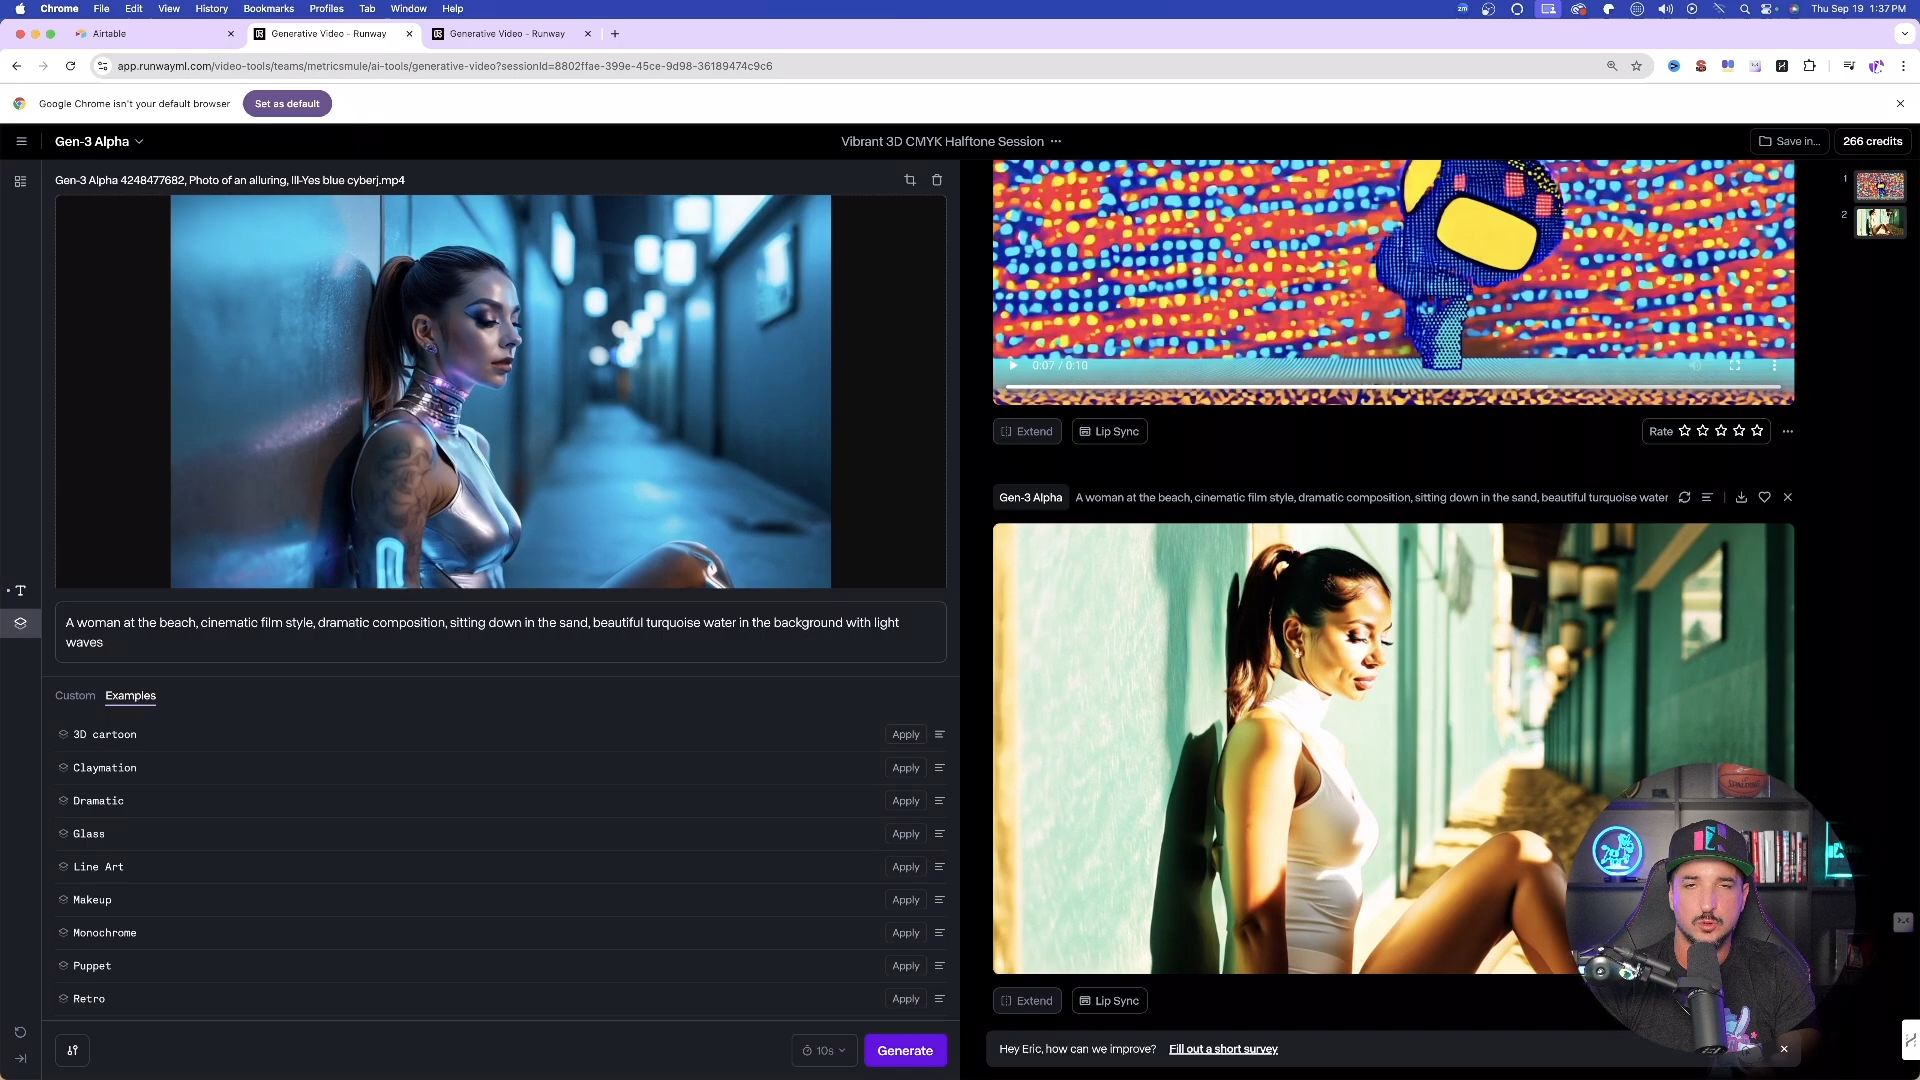 Chrome File Edit View History Bookmarks Profiles Tab Window Help
zm
Thu Sep 19 1:37 PM
Airtable
Generative Video - Runway
Generative Video - Runway
app.runwayml.com/video-tools/teams/metricsmule/ai-tools/generative-video?sessionId=8802ffae-399e-45ce-9d98-36189474c9c6
Google Chrome isn't your default browser
Set as default
Gen-3 Alpha
Vibrant 3D CMYK Halftone Session
Save in...
266 credits
Gen-3 Alpha 4248477682, Photo of an alluring, Ill-Yes blue cyberj.mp4
1
2
0:07 / 0:10
Extend
Lip Sync
Rate
Gen-3 Alpha
A woman at the beach, cinematic film style, dramatic composition, sitting down in the sand, beautiful turquoise water
T
A woman at the beach, cinematic film style, dramatic composition, sitting down in the sand, beautiful turquoise water in the background with light
waves
Custom
Examples
3D cartoon
Apply
Claymation
Apply
Dramatic
Apply
Glass
Apply
Line Art
Apply
Makeup
Apply
Monochrome
Apply
Puppet
Apply
Retro
Apply
SPALDING
Extend
Lip Sync
10s
Generate
Hey Eric, how can we improve?
Fill out a short survey